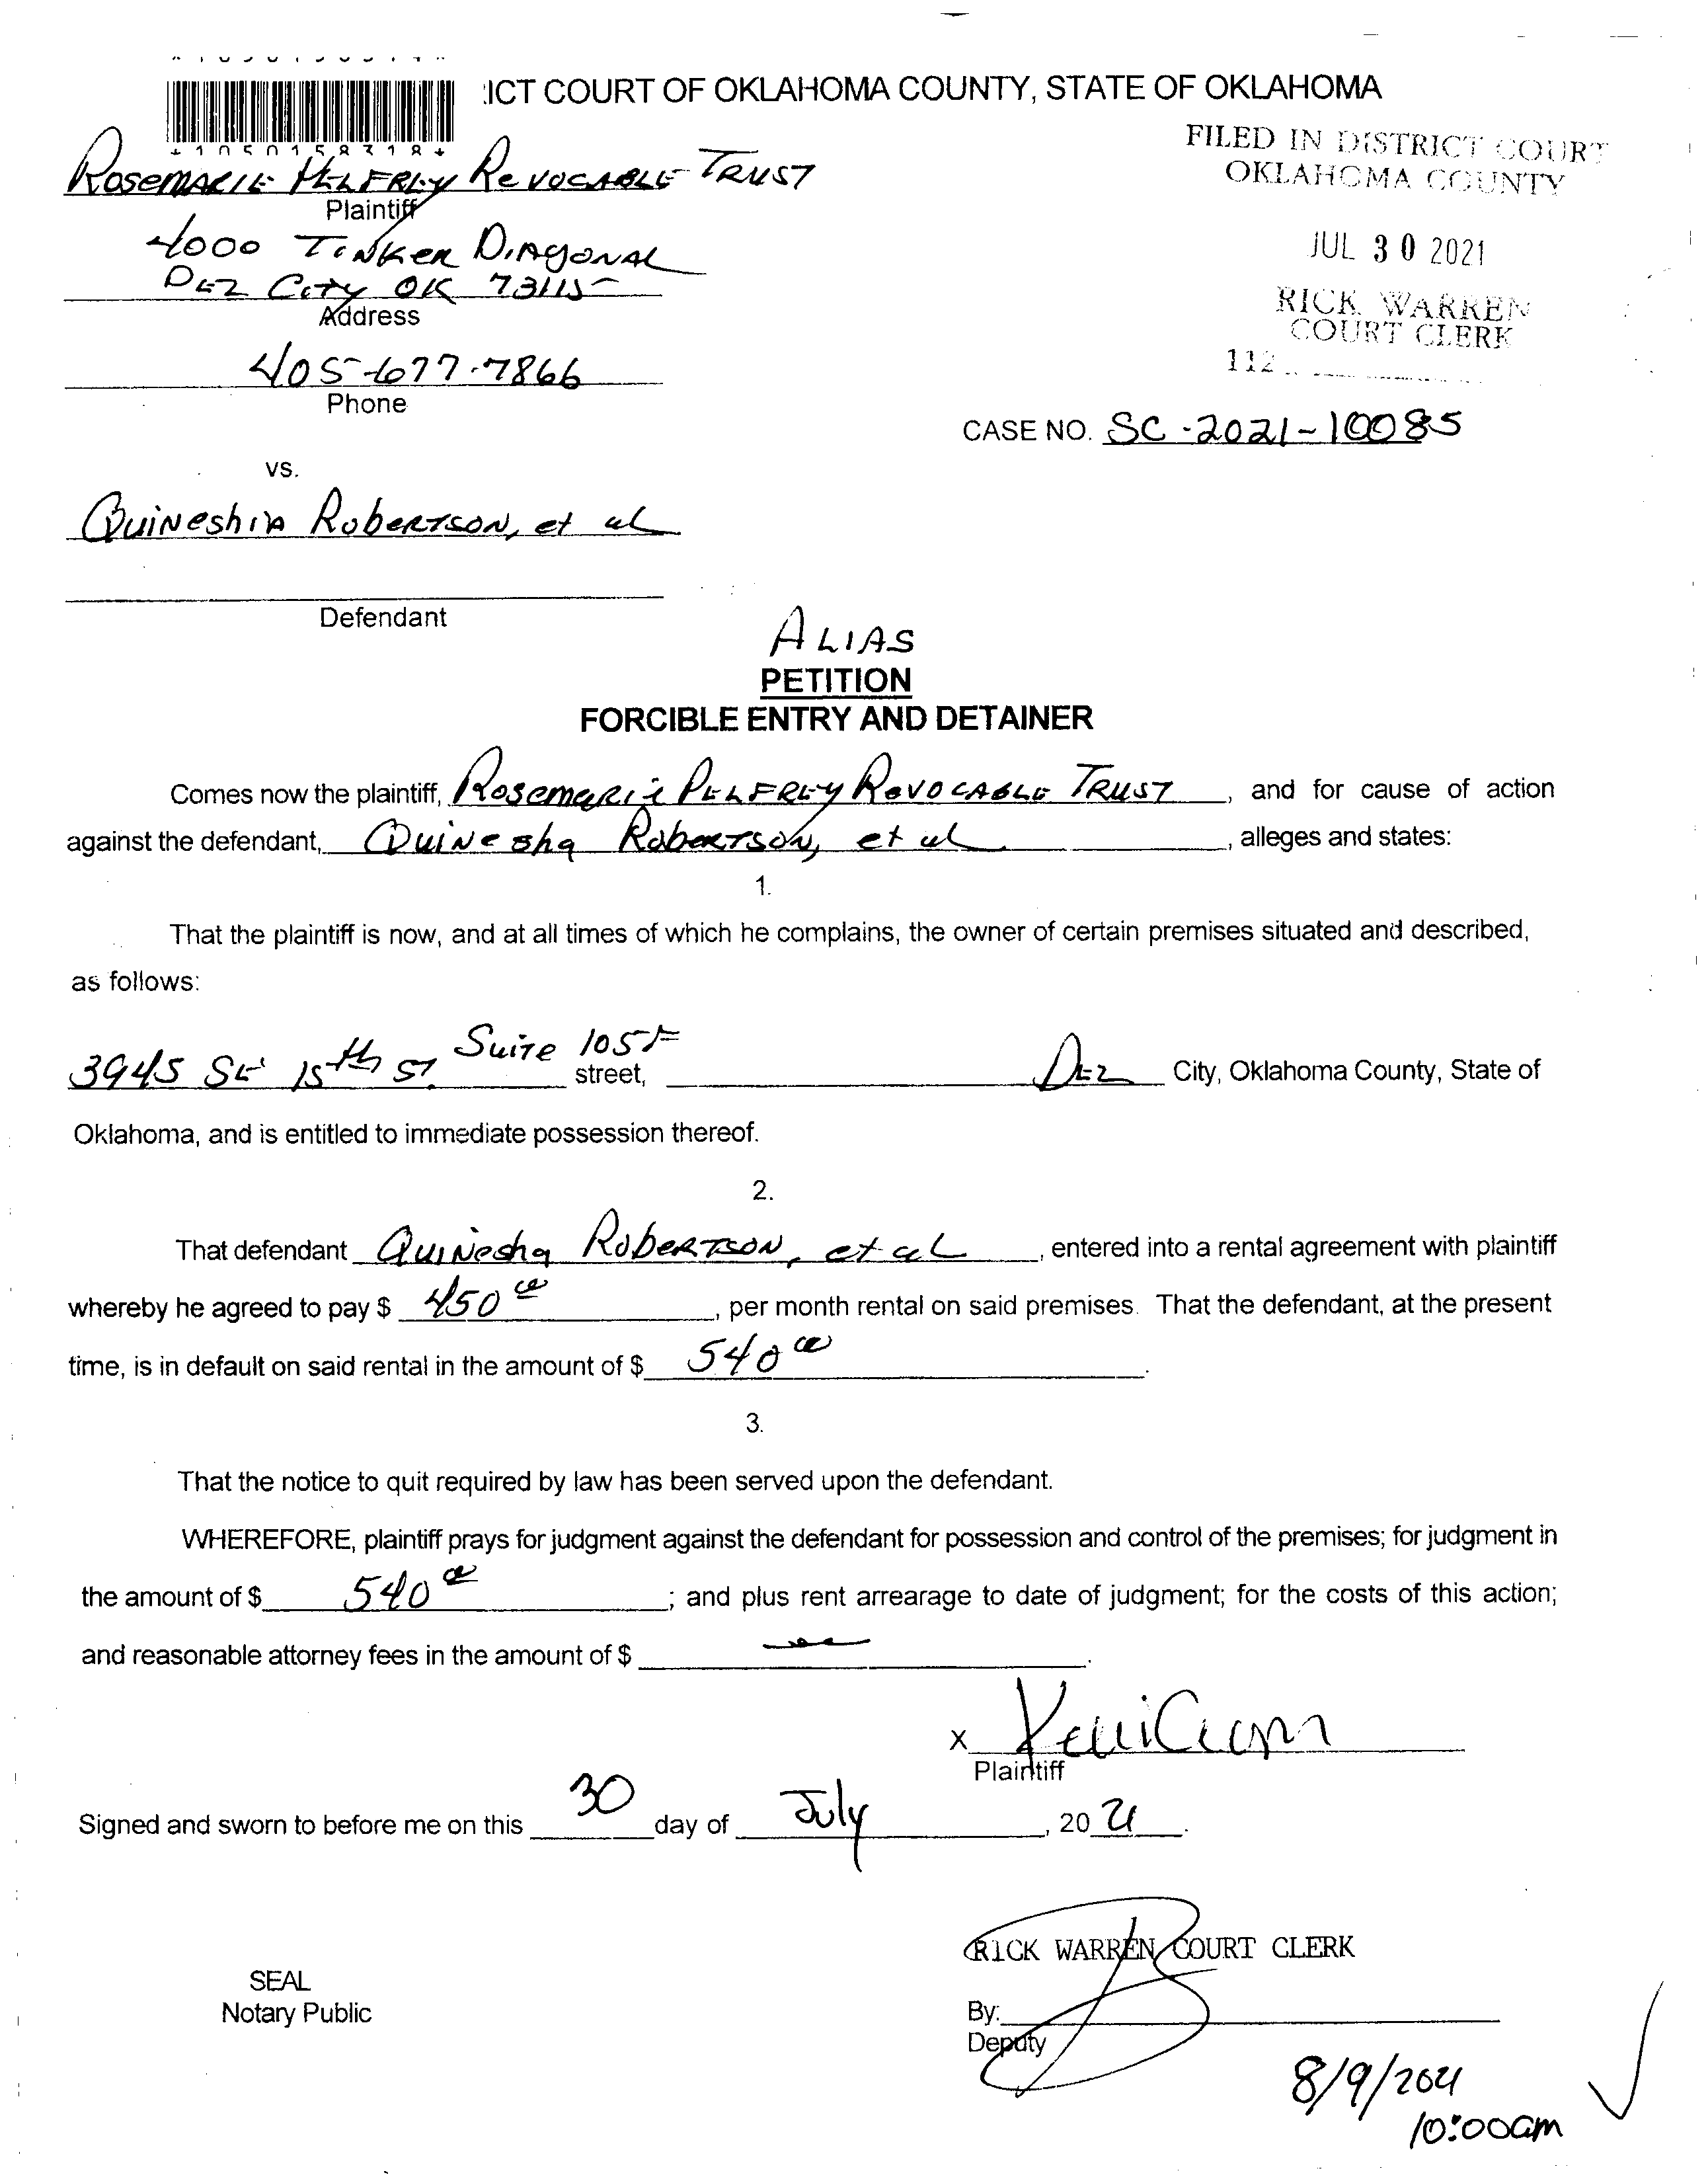 ICT COURT OF OKLAHOMA COUNTY, STATE OF OKLAHOMA
FILED IN DISTRICT COURT
OKLAHOMA COUNTY
JUL 30 2021
RICK WARREN
COURT CLERK
112
Rosemarie Pelfrey Revocable Trust
Plaintiff
4000 Tinker Diagonal
Del City OK 73115
Address
405-677-7866
Phone
CASE NO. SC-2021-10085
vs.
Quineshia Robertson, et al
Defendant
ALIAS
PETITION
FORCIBLE ENTRY AND DETAINER
Comes now the plaintiff, Rosemarie Pelfrey Revocable Trust, and for cause of action
against the defendant, Quinesha Robertson, et al, alleges and states:
1.
That the plaintiff is now, and at all times of which he complains, the owner of certain premises situated and described,
as follows:
3945 SE 15th St. Suite 105F street, Del City, Oklahoma County, State of
Oklahoma, and is entitled to immediate possession thereof.
2.
That defendant Quinesha Robertson, et al, entered into a rental agreement with plaintiff
whereby he agreed to pay $ 450 00, per month rental on said premises. That the defendant, at the present
time, is in default on said rental in the amount of $ 540 00.
3.
That the notice to quit required by law has been served upon the defendant.
WHEREFORE, plaintiff prays for judgment against the defendant for possession and control of the premises; for judgment in
the amount of $ 540 00; and plus rent arrearage to date of judgment; for the costs of this action;
and reasonable attorney fees in the amount of $
X
Plaintiff
Signed and sworn to before me on this 30 day of July, 2021.
RICK WARREN COURT CLERK
SEAL
Notary Public
By:
Deputy
8/9/2021
10:00am